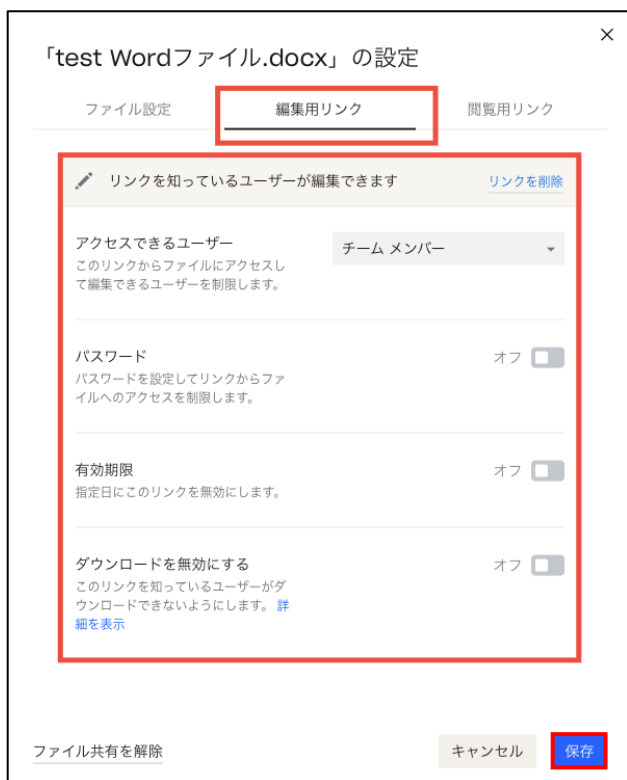 「test Wordファイル.docx」の設定
ファイル設定
編集用リンク
閲覧用リンク
リンクを知っているユーザーが編集できます
リンクを削除
アクセスできるユーザー
チーム メンバー
このリンクからファイルにアクセスし
て編集できるユーザーを制限します。
パスワード
オフ
パスワードを設定してリンクからファ
イルへのアクセスを制限します。
有効期限
オフ
指定日にこのリンクを無効にします。
ダウンロードを無効にする
オフ
このリンクを知っているユーザーがダ
ウンロードできないようにします。 詳
細を表示
ファイル共有を解除
キャンセル
保存